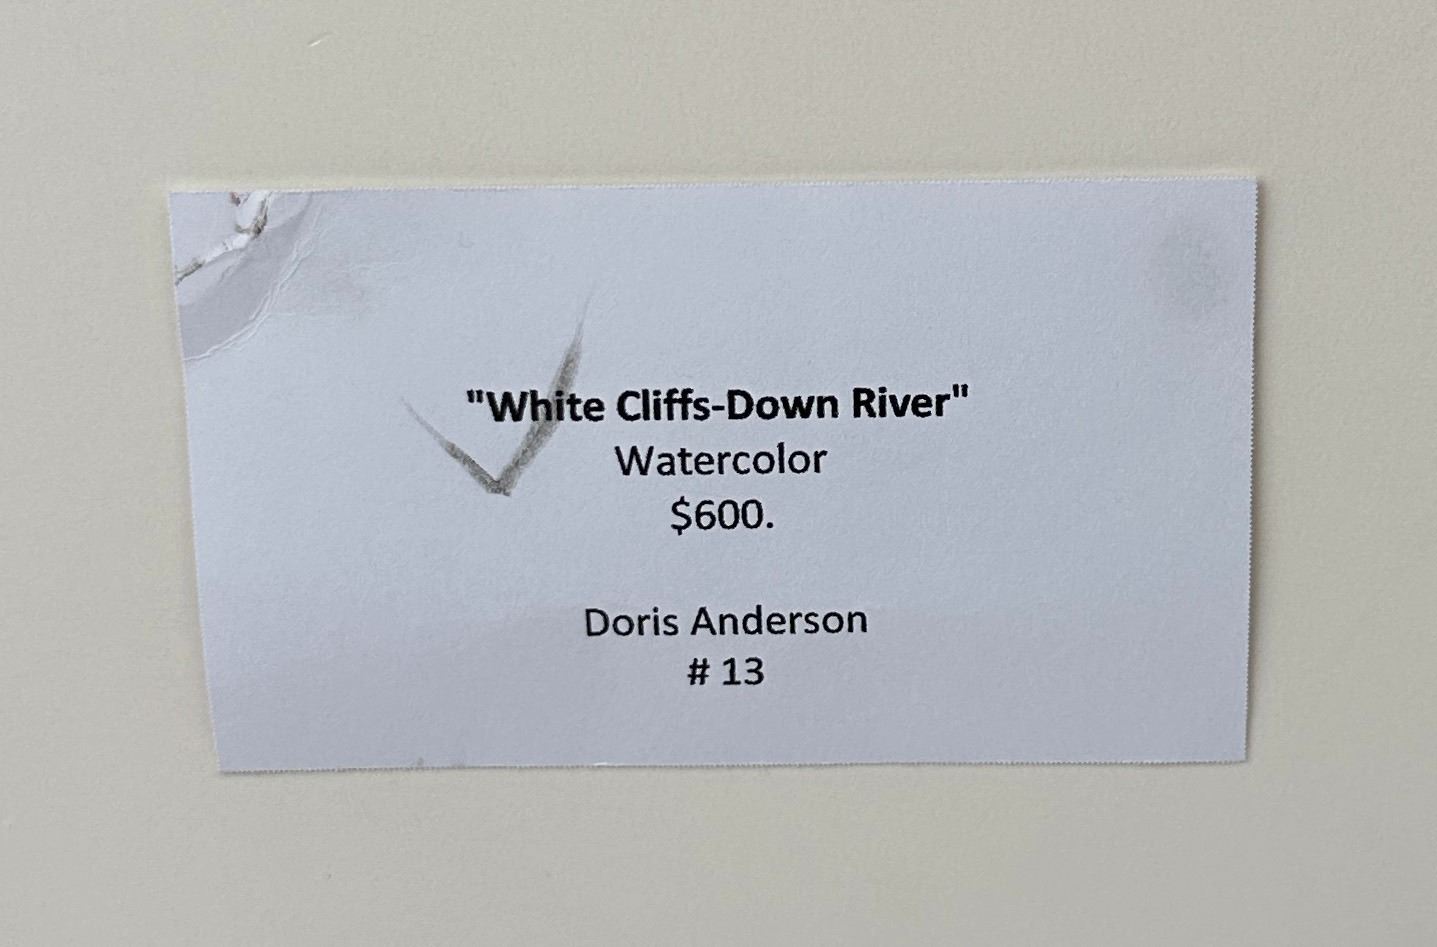 "White Cliffs-Down River"
Watercolor
$600.
Doris Anderson
# 13